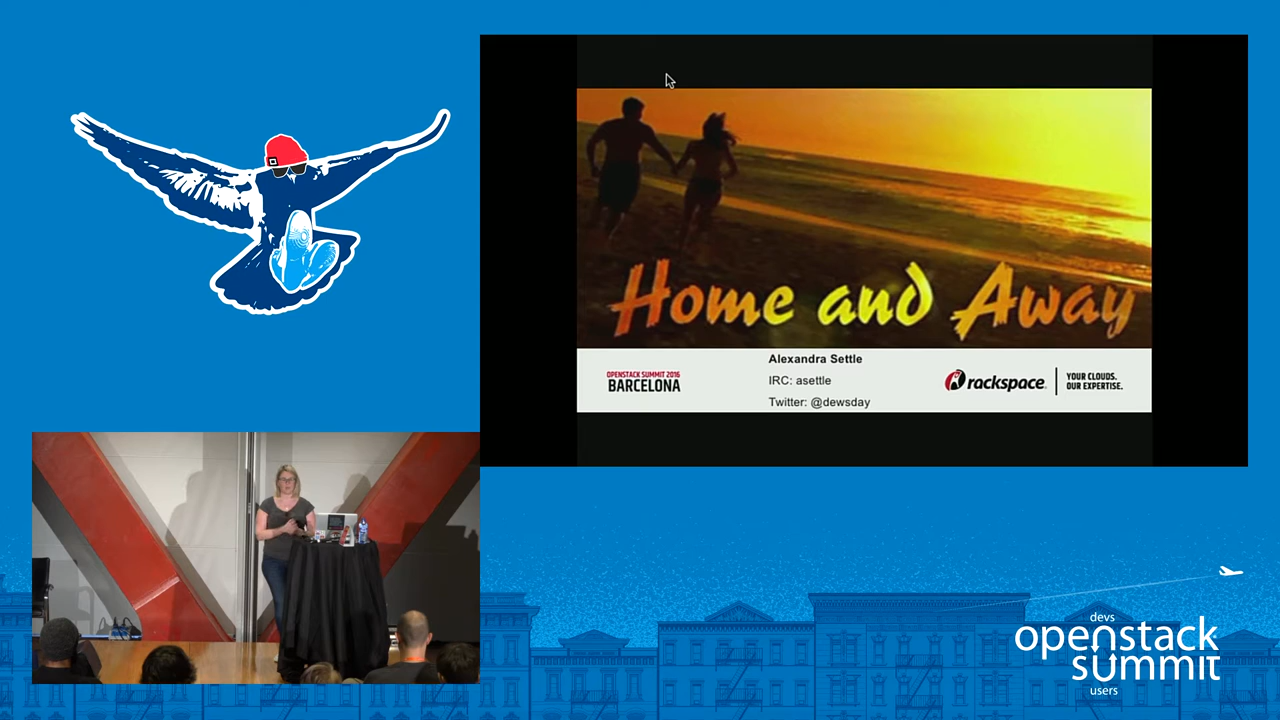 Home and Away
Alexandra Settle
IRC: asettle
Twitter: @dewsday
OPENSTACK SUMMIT 2016
BARCELONA
rackspace.
YOUR CLOUDS.
OUR EXPERTISE.
devs
openstack
summit
users